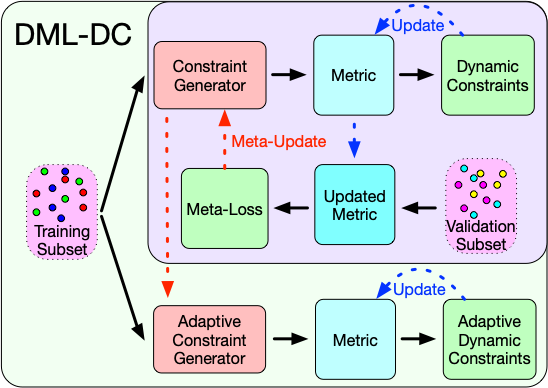 DML-DC
Update
Constraint
Generator
Metric
Dynamic
Constraints
Meta-Update
Training
Subset
Meta-Loss
Updated
Metric
Validation
Subset
Update
Adaptive
Constraint
Generator
Metric
Adaptive
Dynamic
Constraints